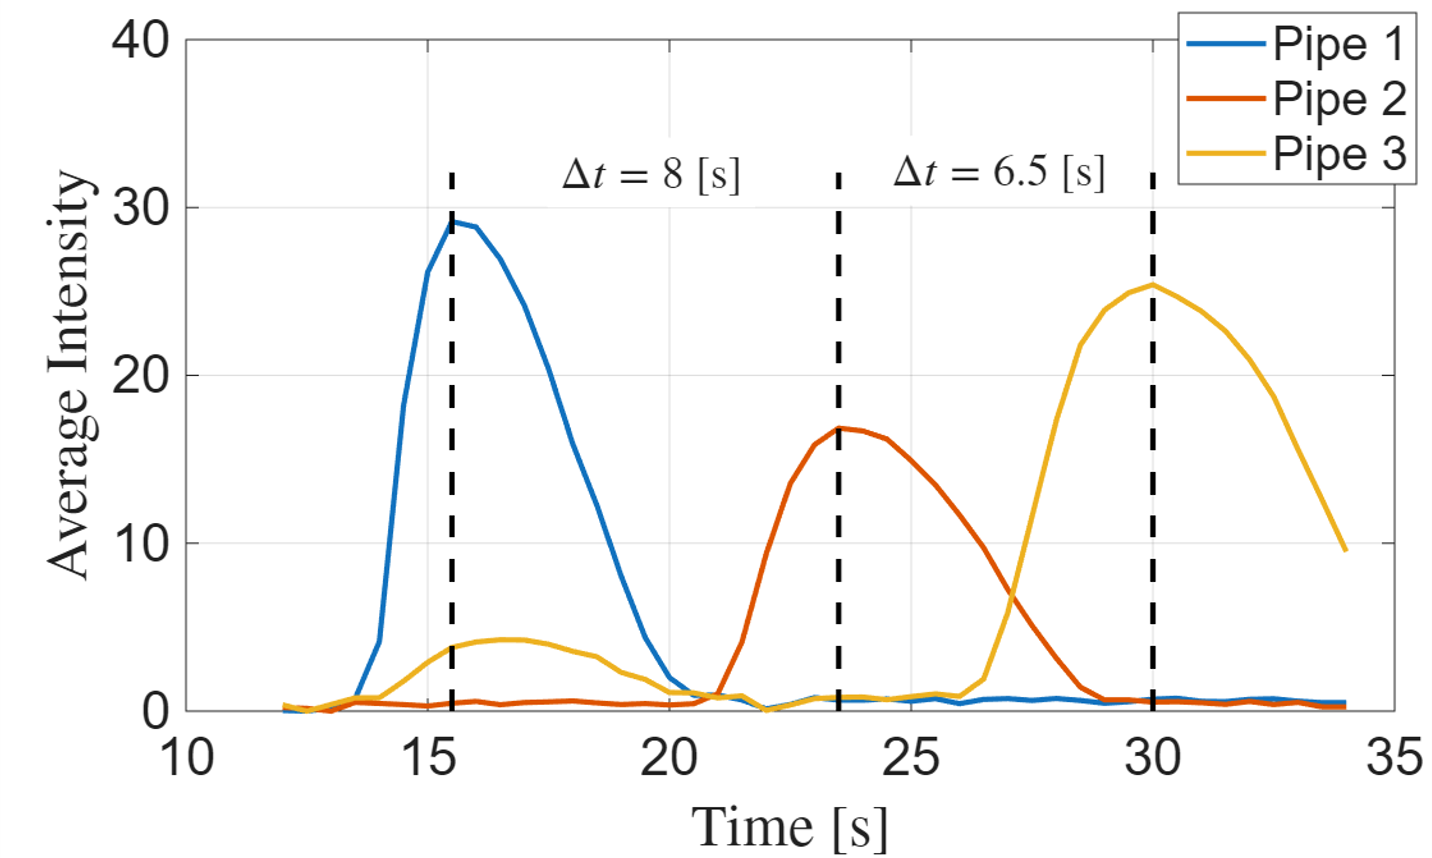 Pipe 1
Pipe 2
Pipe 3
Δt = 8 [s]
Δt = 6.5 [s]
Average Intensity
40
30
20
10
0
10 15 20 25 30 35
Time [s]